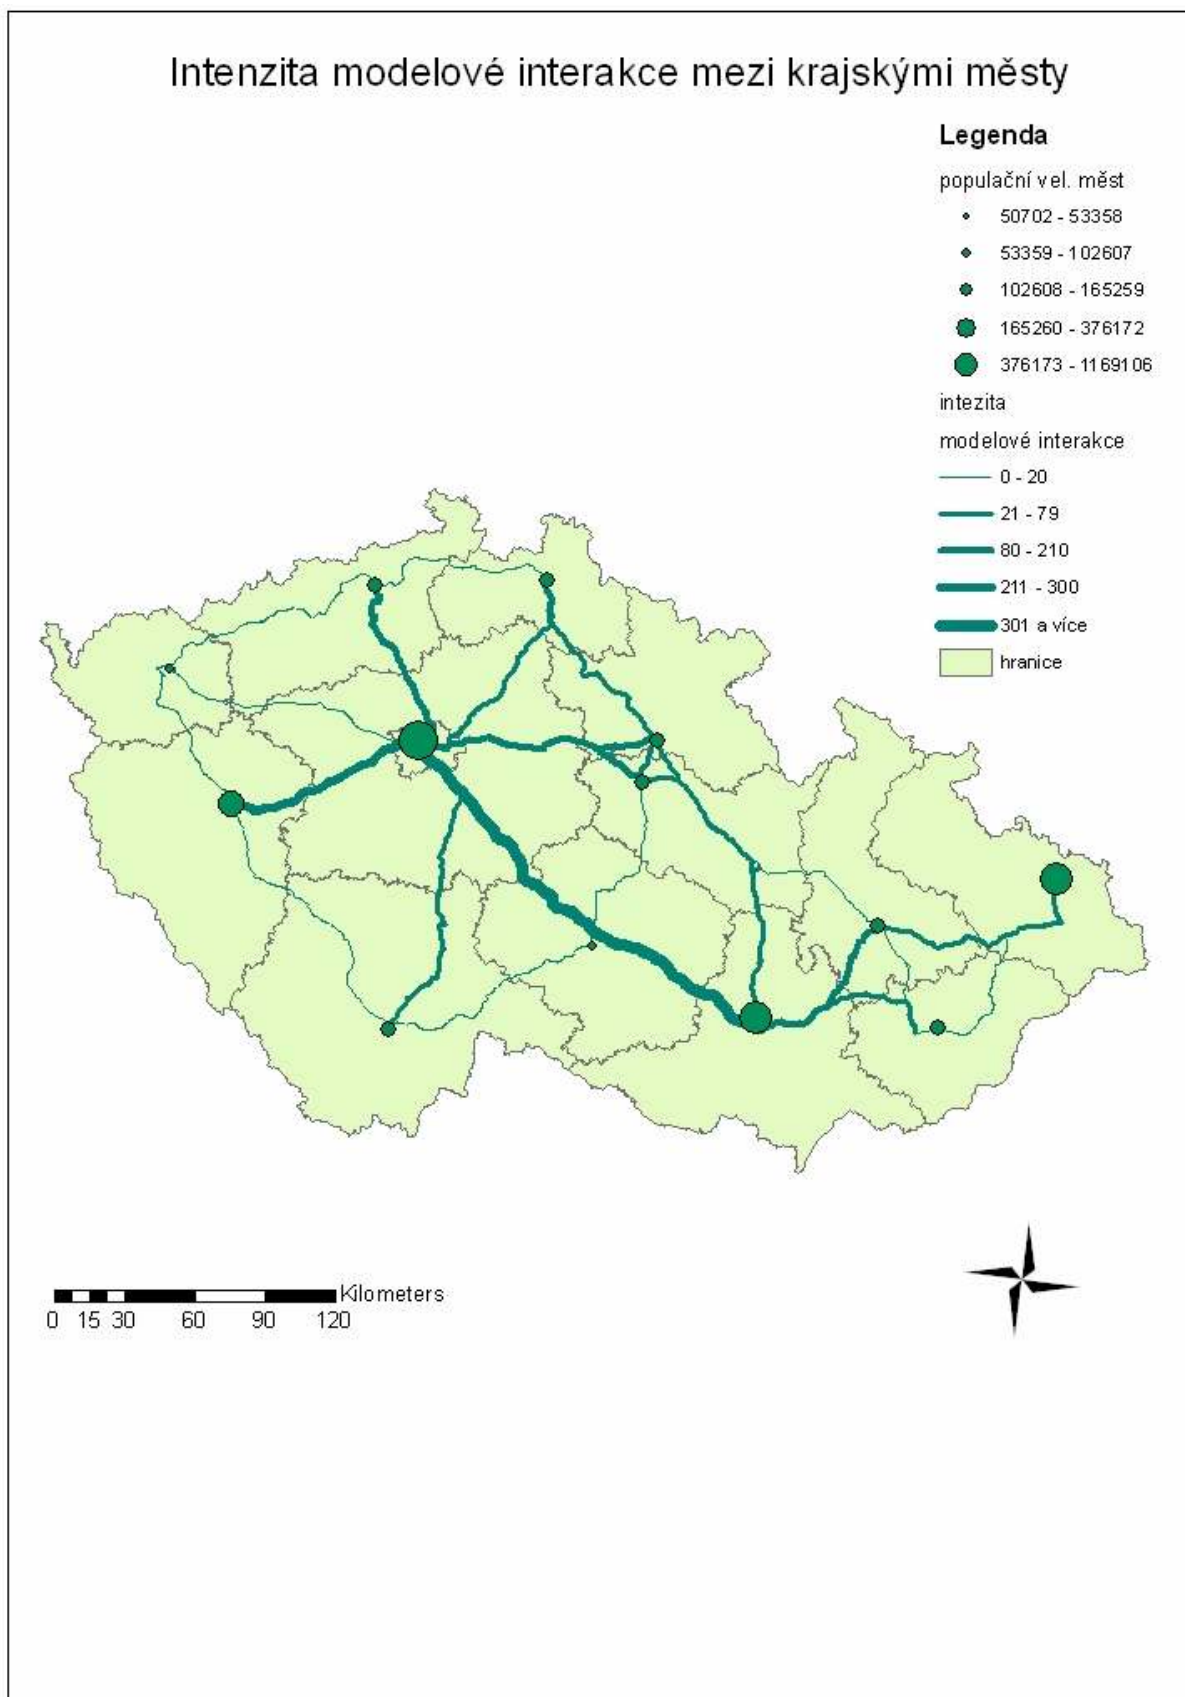 Intenzita modelové interakce mezi krajskými městy
Legenda
populační vel. měst
50702 - 53358
53359 - 102607
102608 - 165259
165260 - 376172
376173 - 1169106
intezita
modelové interakce
0 - 20
21 - 79
80 - 210
211 - 300
301 a více
hranice
Kilometers
0 15 30 60 90 120